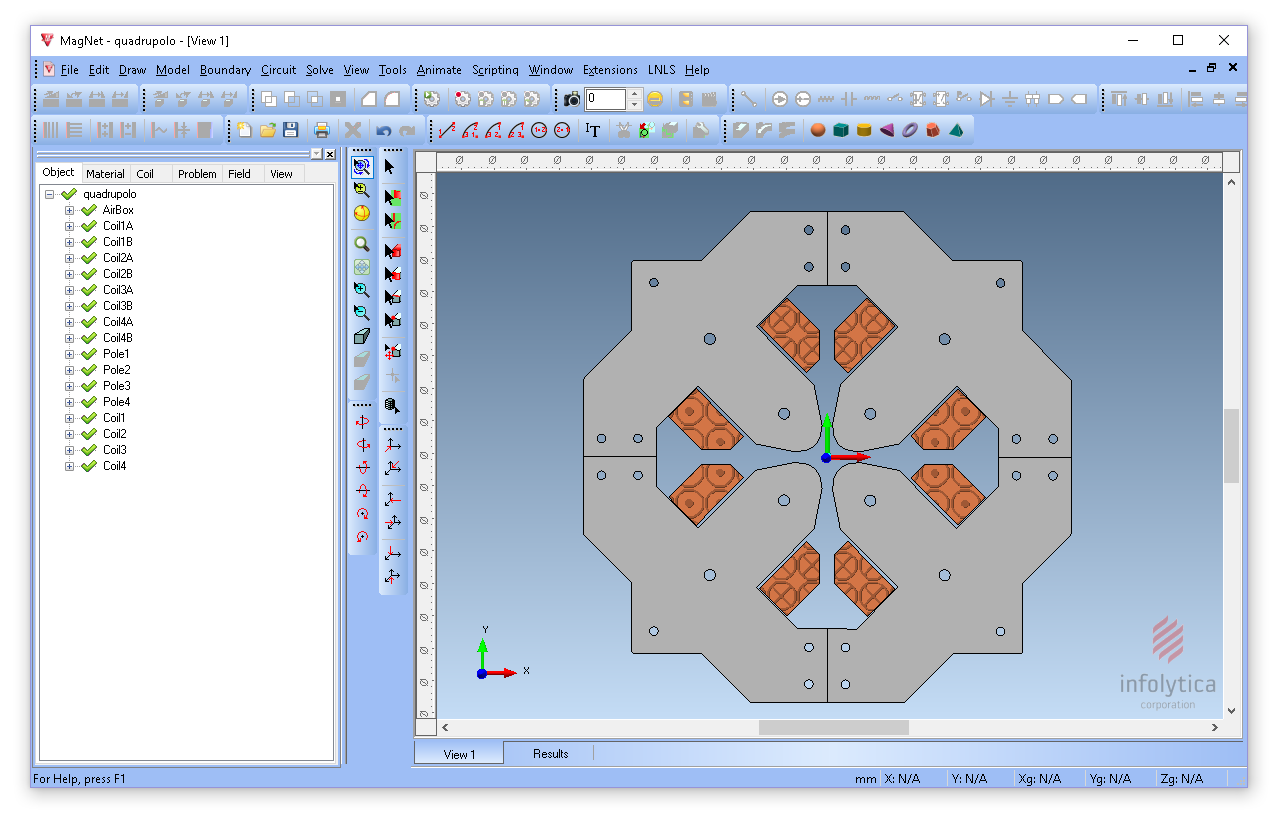 MagNet - quadrupolo - [View 1]
File Edit Draw Model Boundary Circuit Solve View Tools Animate Scripting Window Extensions LNLS Help
0
Object Material Coil Problem Field View
quadrupolo
AirBox
Coil1A
Coil1B
Coil2A
Coil2B
Coil3A
Coil3B
Coil4A
Coil4B
Pole1
Pole2
Pole3
Pole4
Coil1
Coil2
Coil3
Coil4
Y
X
infolytica
corporation
View 1 Results
For Help, press F1
mm X: N/A Y: N/A Xg: N/A Yg: N/A Zg: N/A